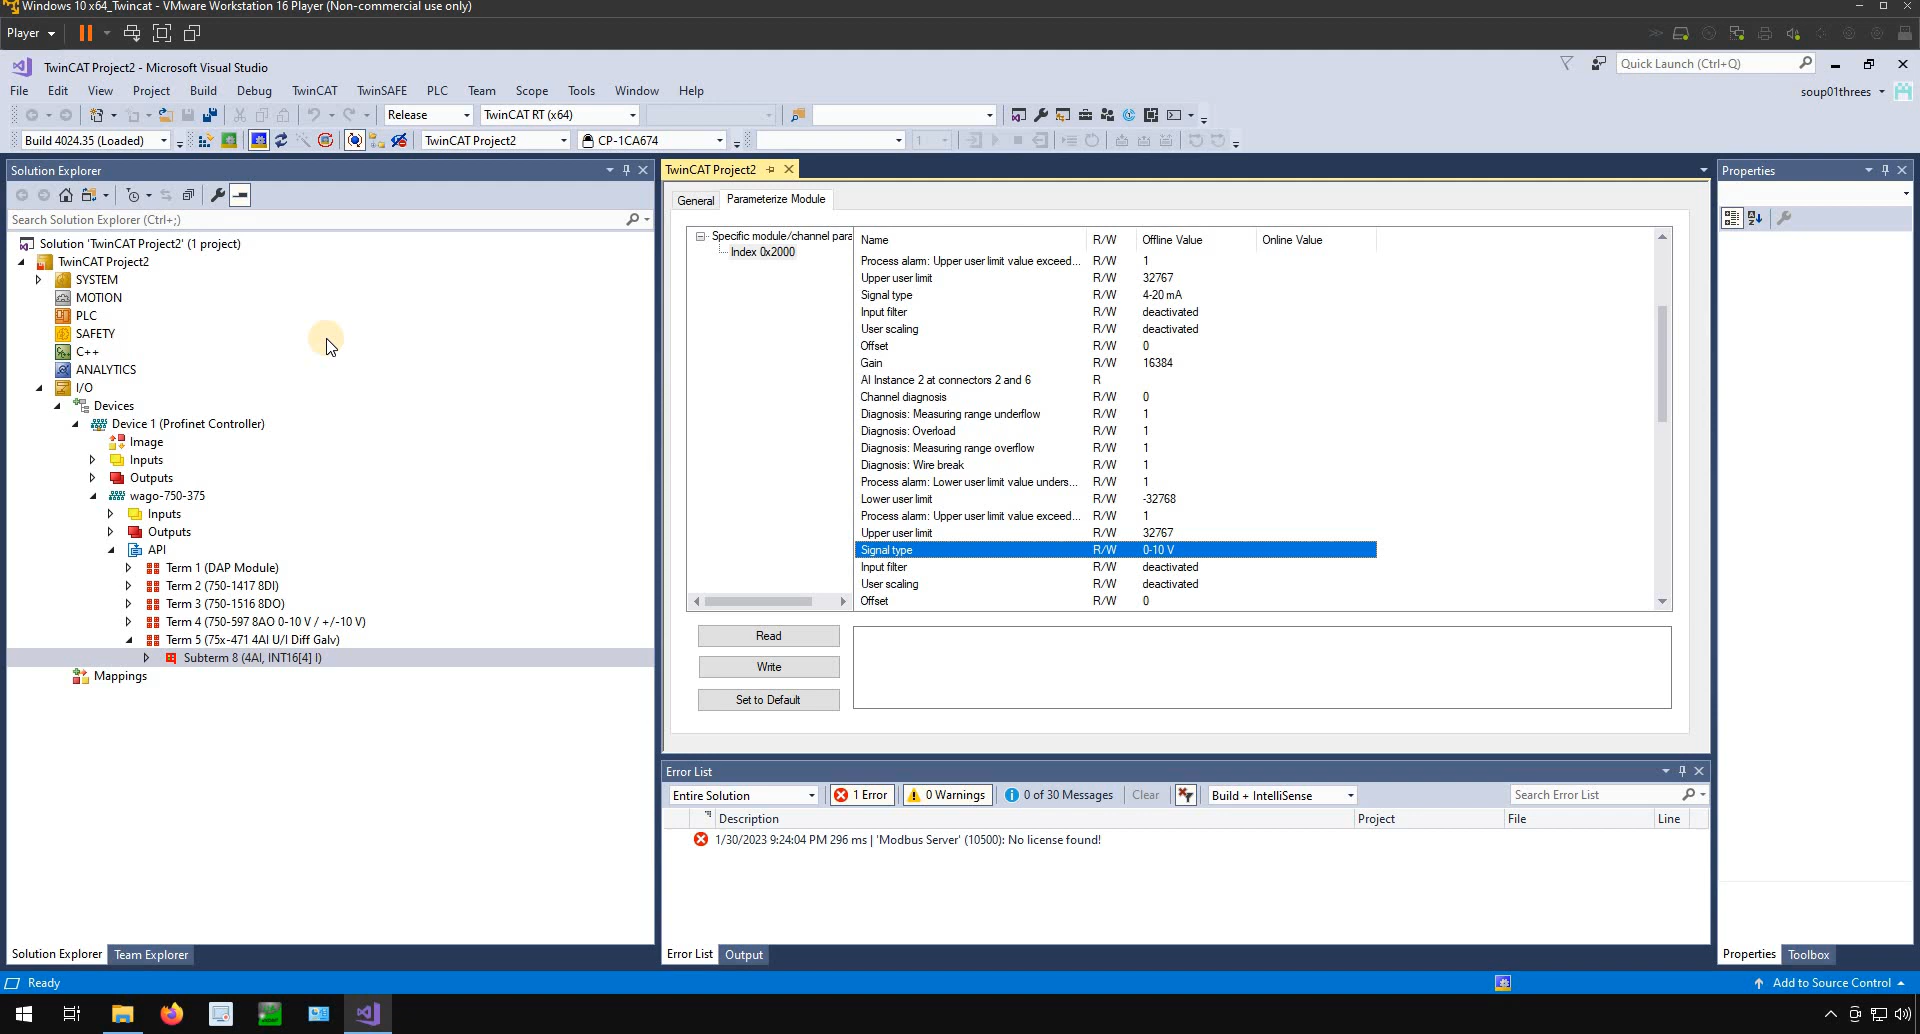 Windows 10 x64_Twincat - VMware Workstation 16 Player (Non-commercial use only)
Player
TwinCAT Project2 - Microsoft Visual Studio
Quick Launch (Ctrl+Q)
File Edit View Project Build Debug TwinCAT TwinSAFE PLC Team Scope Tools Window Help
soup01threes
Release TwinCAT RT (x64)
Build 4024.35 (Loaded) TwinCAT Project2 CP-1CA674 1
Solution Explorer
Search Solution Explorer (Ctrl+;)
Solution 'TwinCAT Project2' (1 project)
TwinCAT Project2
SYSTEM
MOTION
PLC
SAFETY
C++
ANALYTICS
I/O
Devices
Device 1 (Profinet Controller)
Image
Inputs
Outputs
wago-750-375
Inputs
Outputs
API
Term 1 (DAP Module)
Term 2 (750-1417 8DI)
Term 3 (750-1516 8DO)
Term 4 (750-597 8AO 0-10 V / +/-10 V)
Term 5 (75x-471 4AI U/I Diff Galv)
Subterm 8 (4AI, INT16[4] I)
Mappings
Solution Explorer Team Explorer
TwinCAT Project2
General Parameterize Module
Specific module/channel para
Index 0x2000
Name R/W Offline Value Online Value
Process alarm: Upper user limit value exceed... R/W 1
Upper user limit R/W 32767
Signal type R/W 4-20 mA
Input filter R/W deactivated
User scaling R/W deactivated
Offset R/W 0
Gain R/W 16384
AI Instance 2 at connectors 2 and 6 R
Channel diagnosis R/W 0
Diagnosis: Measuring range underflow R/W 1
Diagnosis: Overload R/W 1
Diagnosis: Measuring range overflow R/W 1
Diagnosis: Wire break R/W 1
Process alarm: Lower user limit value unders... R/W 1
Lower user limit R/W -32768
Process alarm: Upper user limit value exceed... R/W 1
Upper user limit R/W 32767
Signal type R/W 0-10 V
Input filter R/W deactivated
User scaling R/W deactivated
Offset R/W 0
Read
Write
Set to Default
Error List
Entire Solution 1 Error 0 Warnings 0 of 30 Messages Clear Build + IntelliSense Search Error List
Description Project File Line
1/30/2023 9:24:04 PM 296 ms | 'Modbus Server' (10500): No license found!
Error List Output
Properties
Properties Toolbox
Ready
Add to Source Control